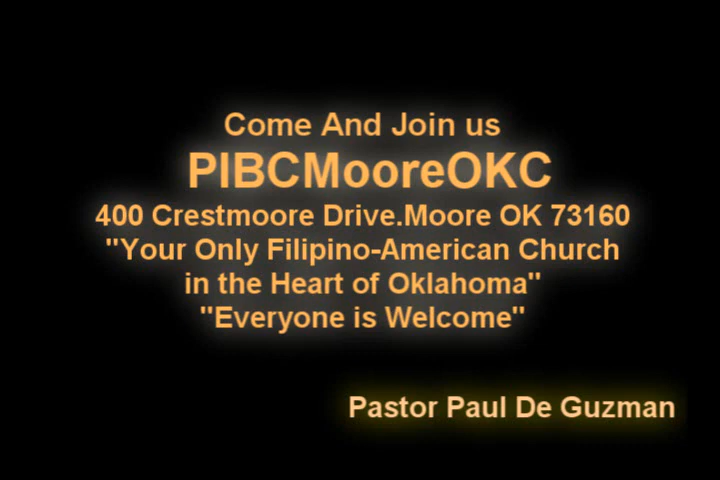 Come And Join us
PIBCMooreOKC
400 Crestmoore Drive.Moore OK 73160
"Your Only Filipino-American Church
in the Heart of Oklahoma"
"Everyone is Welcome"
Pastor Paul De Guzman